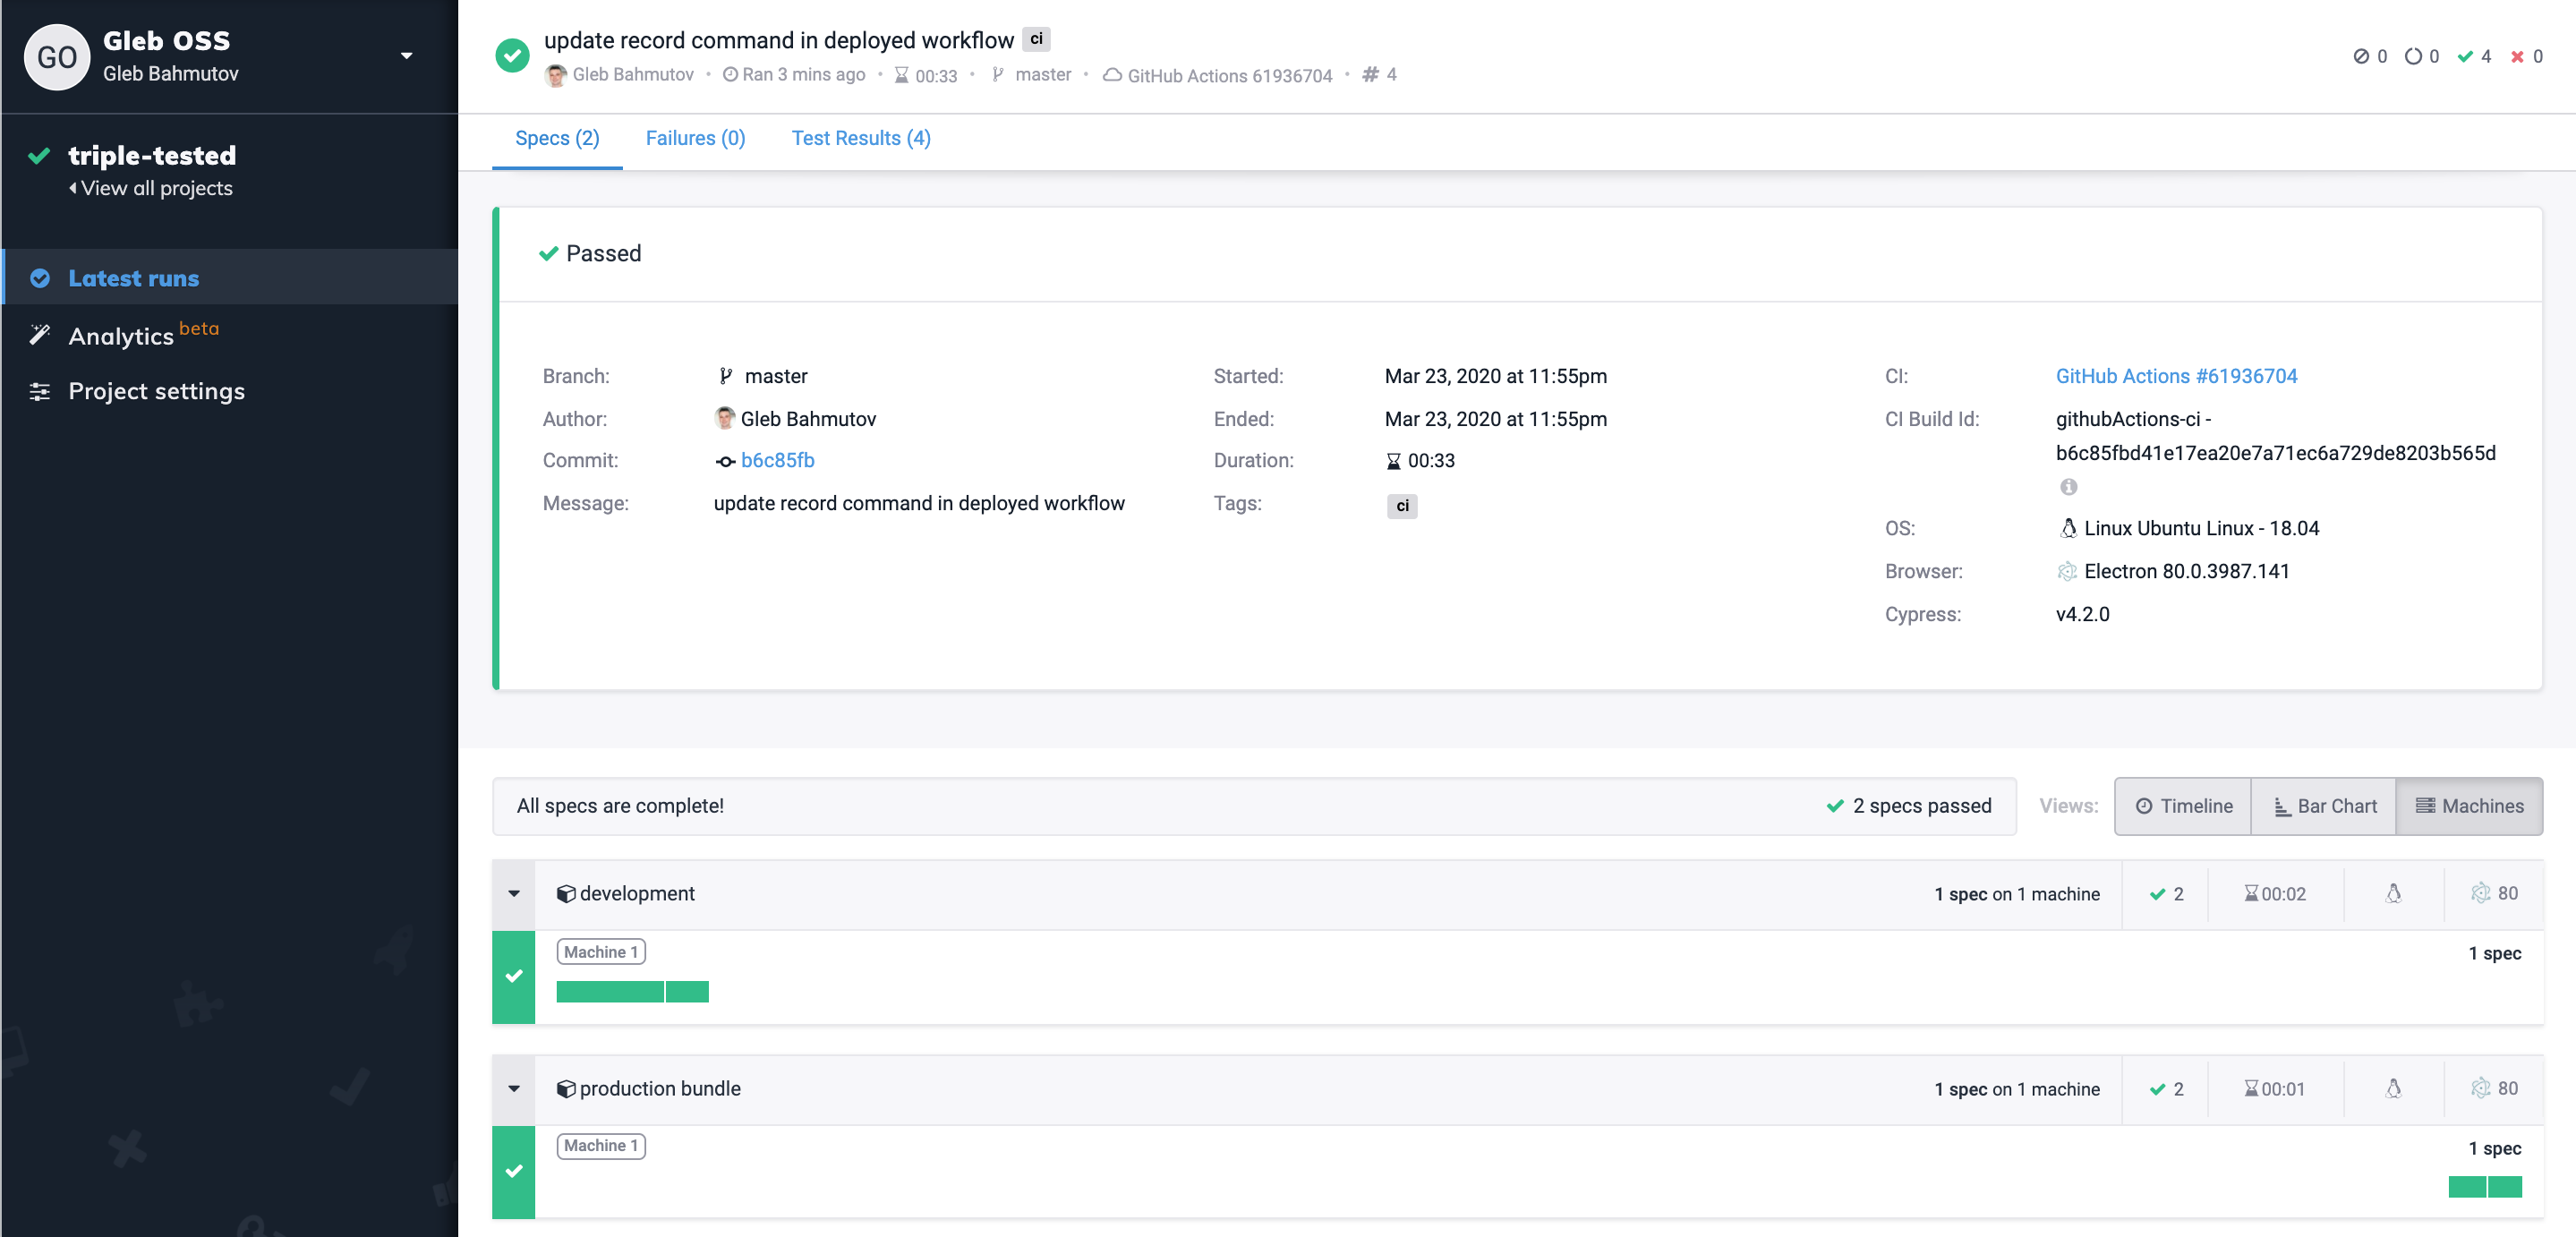 GO
Gleb OSS
Gleb Bahmutov
triple-tested
View all projects
Latest runs
Analytics beta
Project settings
update record command in deployed workflow ci
Gleb Bahmutov • Ran 3 mins ago • 00:33 • master • GitHub Actions 61936704 • # 4
0 0 4 0
Specs (2) Failures (0) Test Results (4)
Passed
Branch: master
Author: Gleb Bahmutov
Commit: b6c85fb
Message: update record command in deployed workflow
Started: Mar 23, 2020 at 11:55pm
Ended: Mar 23, 2020 at 11:55pm
Duration: 00:33
Tags: ci
CI: GitHub Actions #61936704
CI Build Id: githubActions-ci -
b6c85fbd41e17ea20e7a71ec6a729de8203b565d
OS: Linux Ubuntu Linux - 18.04
Browser: Electron 80.0.3987.141
Cypress: v4.2.0
All specs are complete! 2 specs passed Views: Timeline Bar Chart Machines
development 1 spec on 1 machine 2 00:02 80
Machine 1 1 spec
production bundle 1 spec on 1 machine 2 00:01 80
Machine 1 1 spec